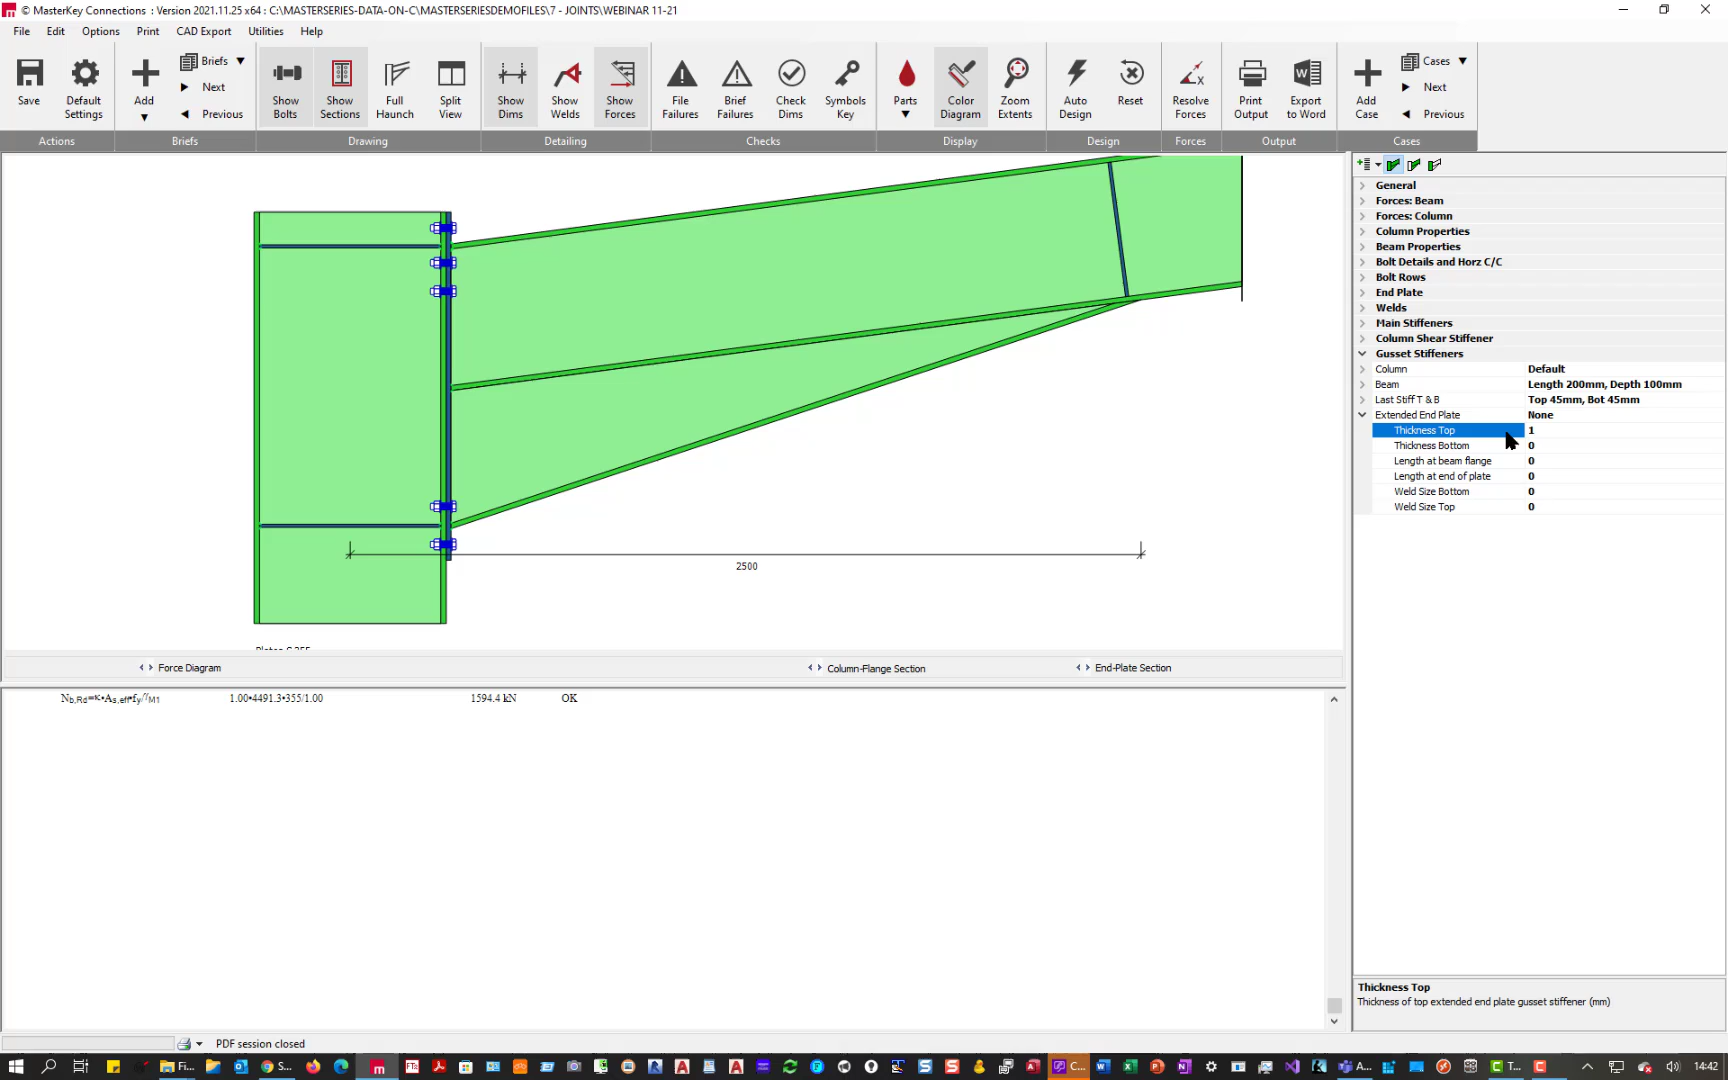 © MasterKey Connections : Version 2021.11.25 x64 : C:\MASTERSERIES-DATA-ON-C\MASTERSERIESDEMOFILES\7 - JOINTS\WEBINAR 11-21
File Edit Options Print CAD Export Utilities Help
Save
Default Settings
Actions
Add
Briefs
Next
Previous
Briefs
Show Bolts
Show Sections
Full Haunch
Split View
Drawing
Show Dims
Show Welds
Show Forces
Detailing
File Failures
Brief Failures
Check Dims
Symbols Key
Checks
Parts
Color Diagram
Zoom Extents
Display
Auto Design
Reset
Design
Resolve Forces
Forces
Print Output
Export to Word
Output
Add Case
Cases
Next
Previous
Cases
2500
Force Diagram
Column-Flange Section
End-Plate Section
Nb,Rd=κ•As,eff•fy/γM1 1.00•4491.3•355/1.00 1594.4 kN OK
General
Forces: Beam
Forces: Column
Column Properties
Beam Properties
Bolt Details and Horz C/C
Bolt Rows
End Plate
Welds
Main Stiffeners
Column Shear Stiffener
Gusset Stiffeners
Column Default
Beam Length 200mm, Depth 100mm
Last Stiff T & B Top 45mm, Bot 45mm
Extended End Plate None
Thickness Top 1
Thickness Bottom 0
Length at beam flange 0
Length at end of plate 0
Weld Size Bottom 0
Weld Size Top 0
Thickness Top
Thickness of top extended end plate gusset stiffener (mm)
PDF session closed
Fi...
S...
C...
A...
T...
14:42